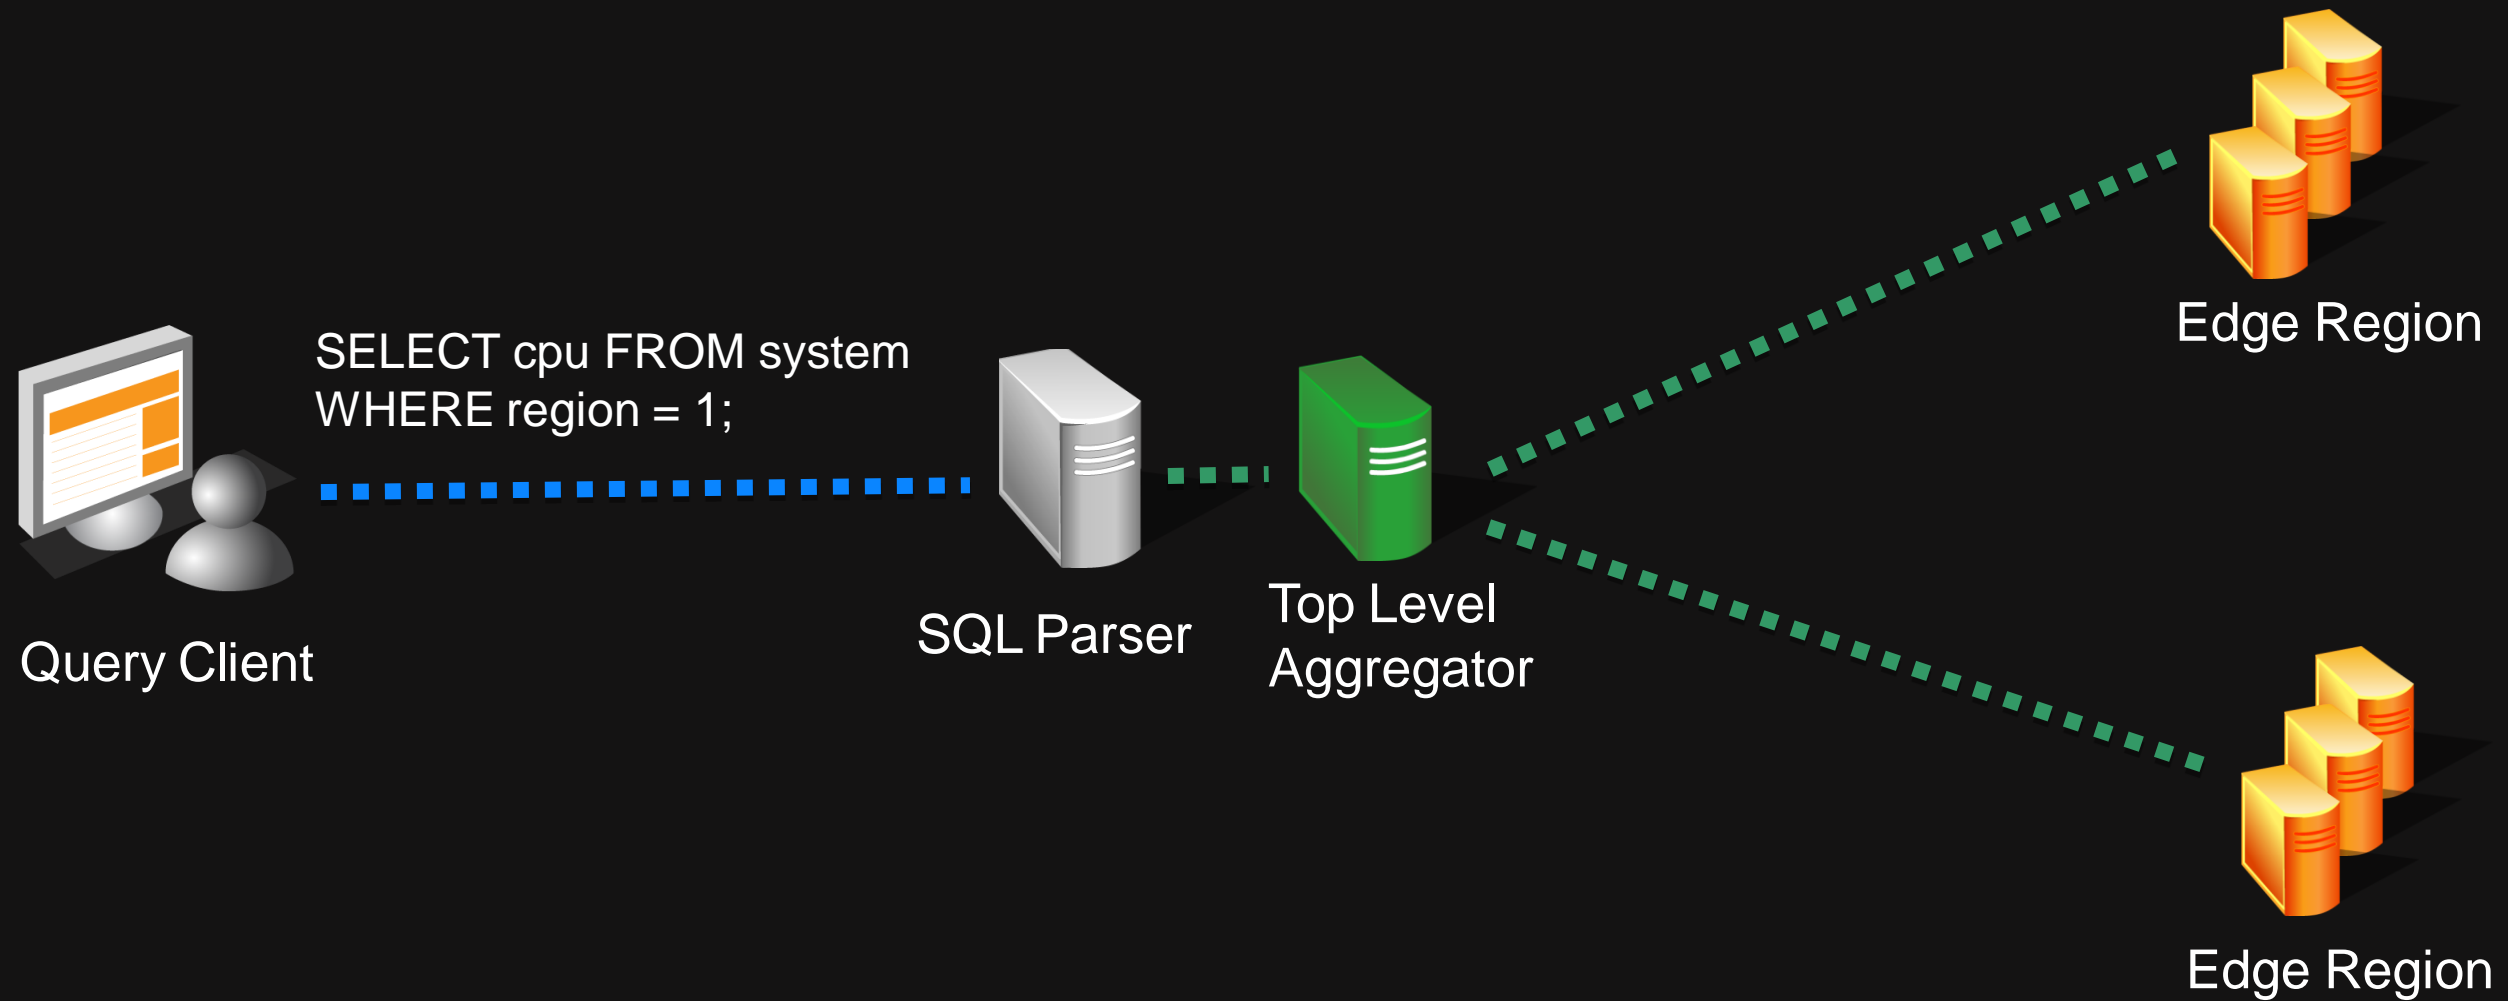 SELECT cpu FROM system
WHERE region = 1;
Query Client
SQL Parser
Top Level
Aggregator
Edge Region
Edge Region